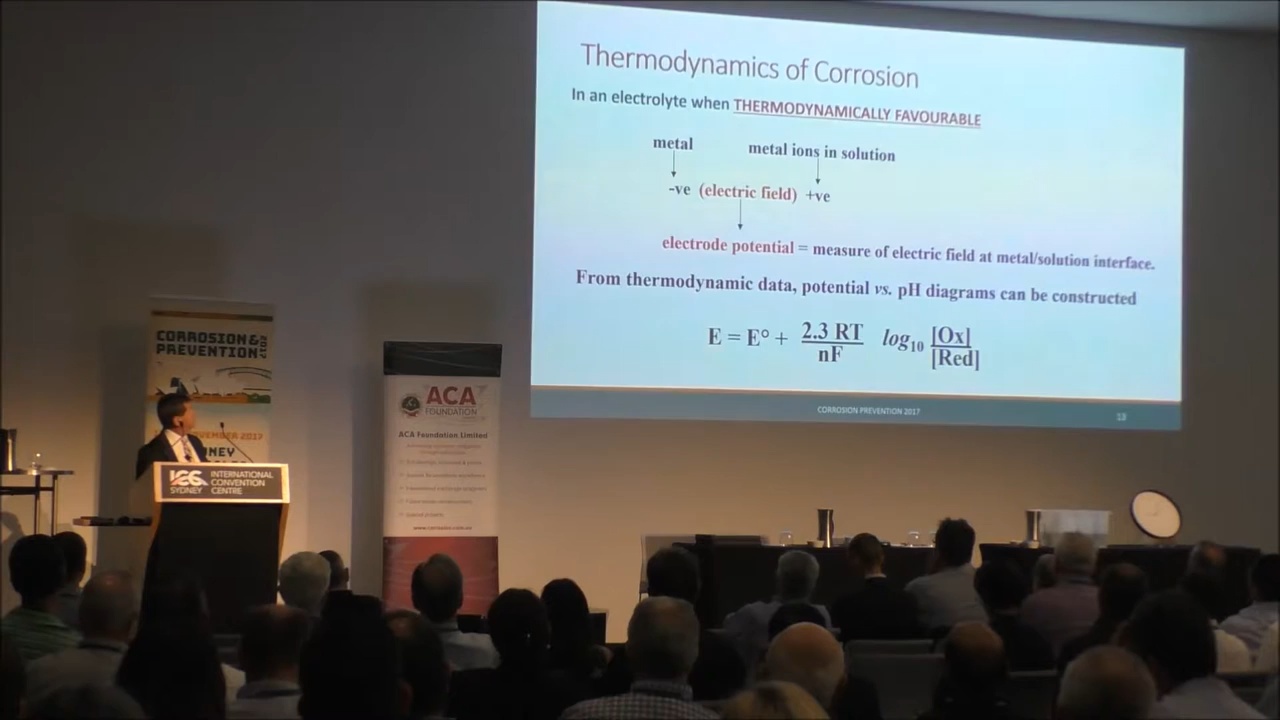 Thermodynamics of Corrosion
In an electrolyte when THERMODYNAMICALLY FAVOURABLE
metal metal ions in solution
-ve (electric field) +ve
electrode potential = measure of electric field at metal/solution interface.
From thermodynamic data, potential vs. pH diagrams can be constructed
E = E° + 2.3 RT log10 [Ox]
nF [Red]
CORROSION PREVENTION 2017 13
CORROSION &
PREVENTION 2017
2017
ACA
FOUNDATION
ACA Foundation Limited
ICC
SYDNEY
INTERNATIONAL
CONVENTION
CENTRE